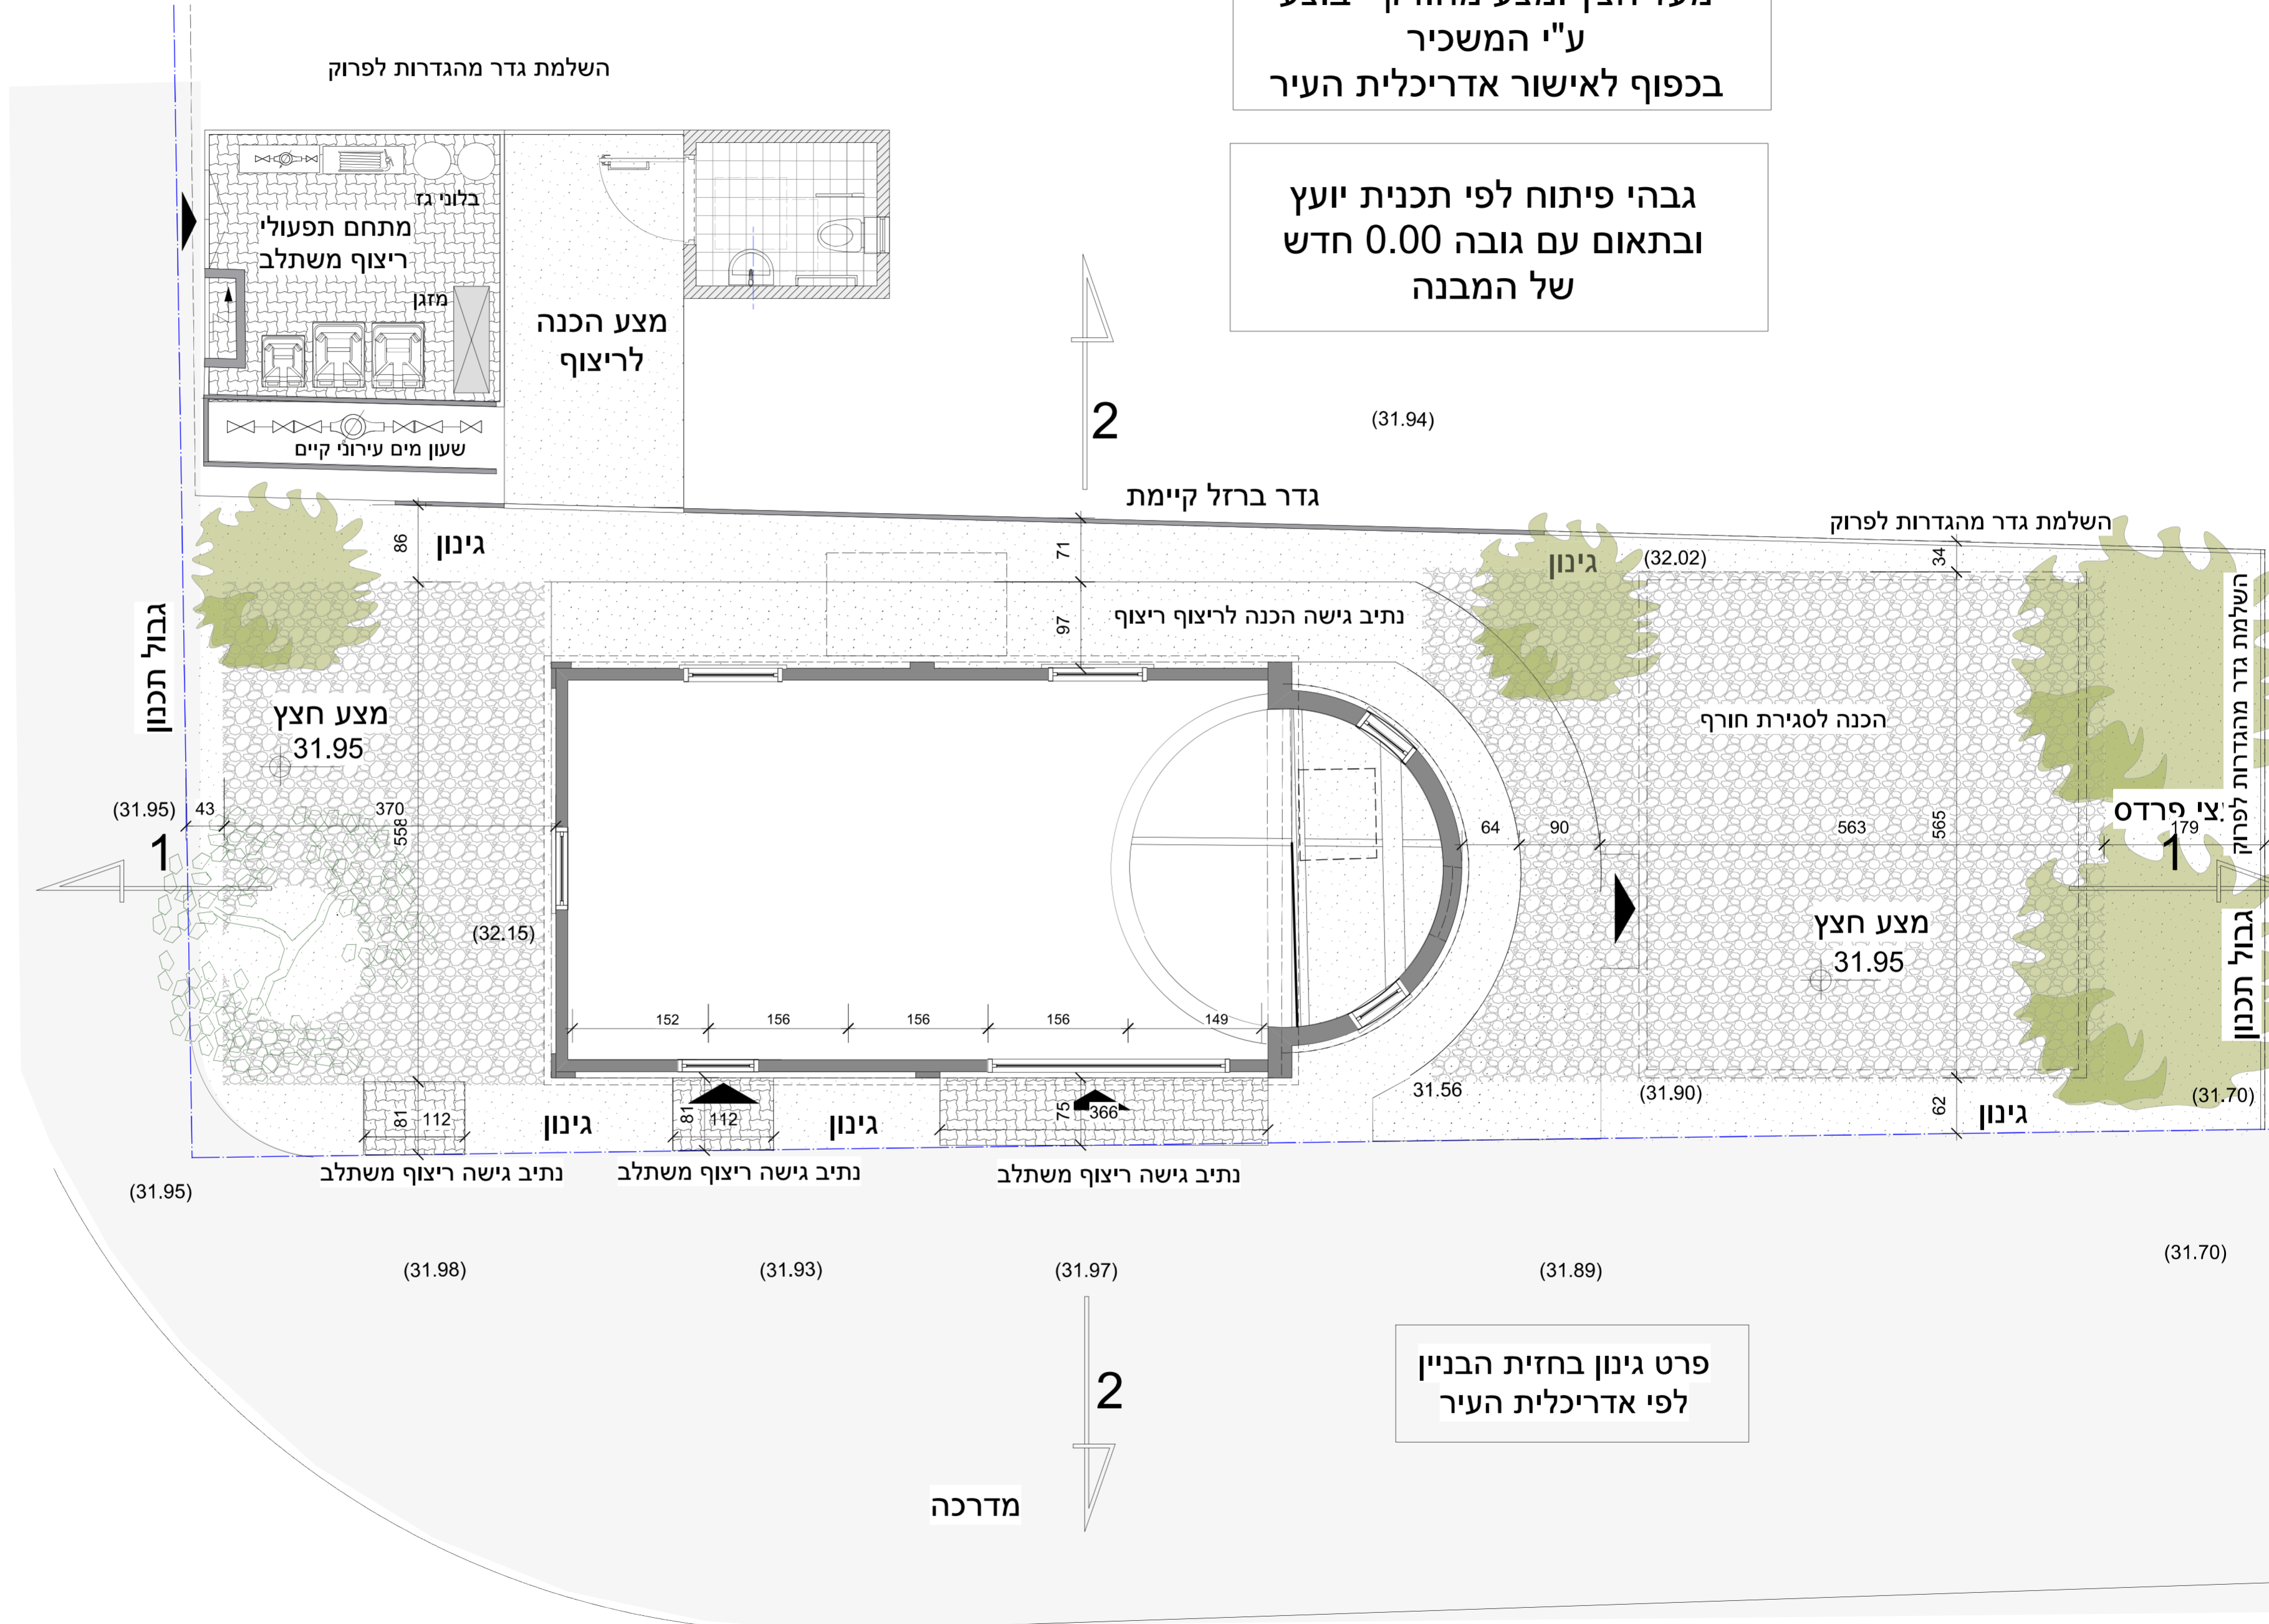 ע"י המשכיר
בכפוף לאישור אדריכלית העיר
השלמת גדר מהגדרות לפרוק
גבהי פיתוח לפי תכנית יועץ
ובתאום עם גובה 0.00 חדש
של המבנה
בלוני גז
מתחם תפעולי
ריצוף משתלב
מזגן
מצע הכנה
לריצוף
שעון מים עירוני קיים
2
(31.94)
גדר ברזל קיימת
השלמת גדר מהגדרות לפרוק
86
גינון
71
גינון
(32.02)
34
נתיב גישה הכנה לריצוף ריצוף
97
השלמת גדר מהגדרות לפרוק
גבול תכנון
מצע חצץ
31.95
הכנה לסגירת חורף
(31.95)
43
370
558
1
64
90
563
565
פרדס
179
1
(32.15)
מצע חצץ
31.95
גבול תכנון
152
156
156
156
149
31.56
(31.90)
(31.70)
81
112
גינון
81
112
גינון
75
366
62
גינון
נתיב גישה ריצוף משתלב
נתיב גישה ריצוף משתלב
נתיב גישה ריצוף משתלב
(31.95)
(31.98)
(31.93)
(31.97)
(31.89)
(31.70)
2
פרט גינון בחזית הבניין
לפי אדריכלית העיר
מדרכה